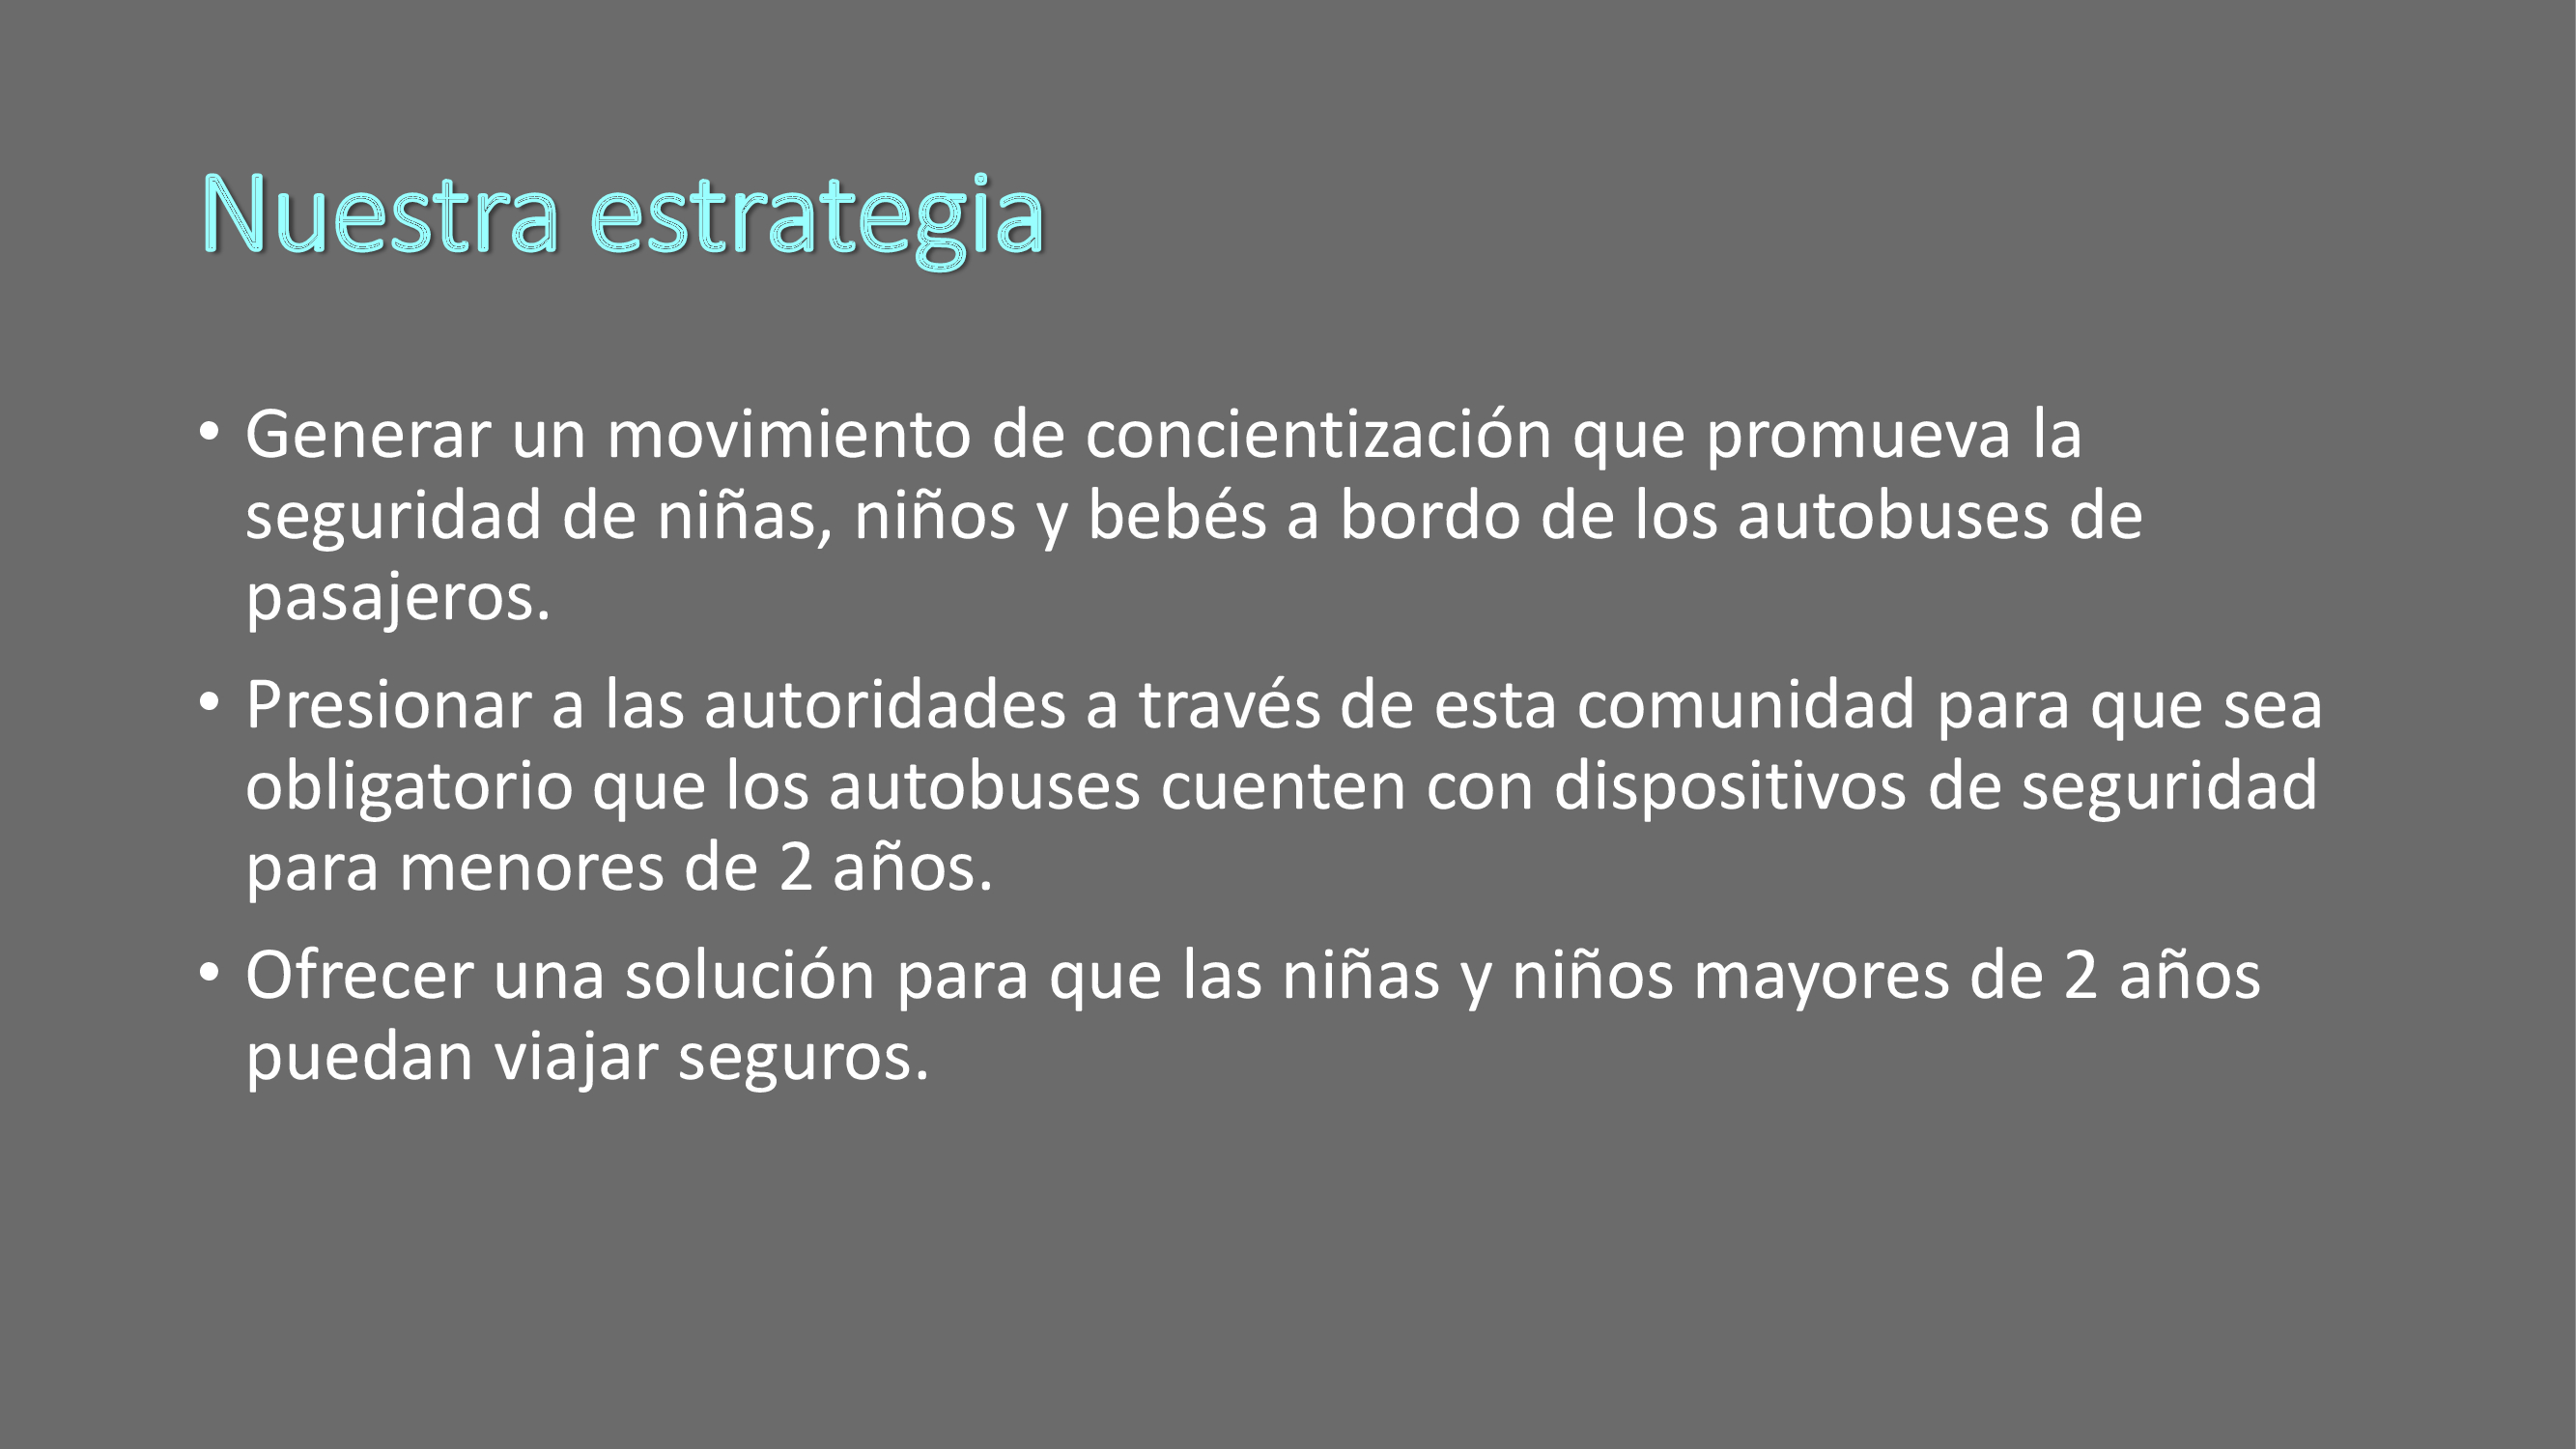 Nuestra estrategia
• Generar un movimiento de concientización que promueva la
seguridad de niñas, niños y bebés a bordo de los autobuses de
pasajeros.
• Presionar a las autoridades a través de esta comunidad para que sea
obligatorio que los autobuses cuenten con dispositivos de seguridad
para menores de 2 años.
• Ofrecer una solución para que las niñas y niños mayores de 2 años
puedan viajar seguros.